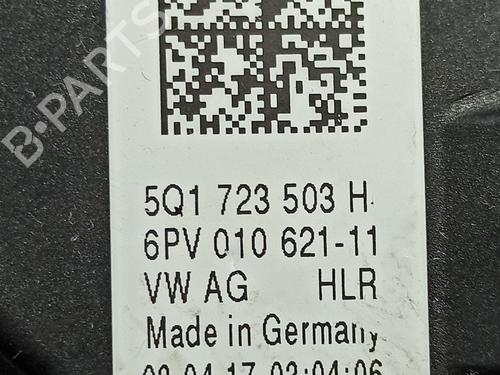 B-PARTS
5Q1 723 503 H
6PV 010 621-11
VW AG HLR
Made in Germany